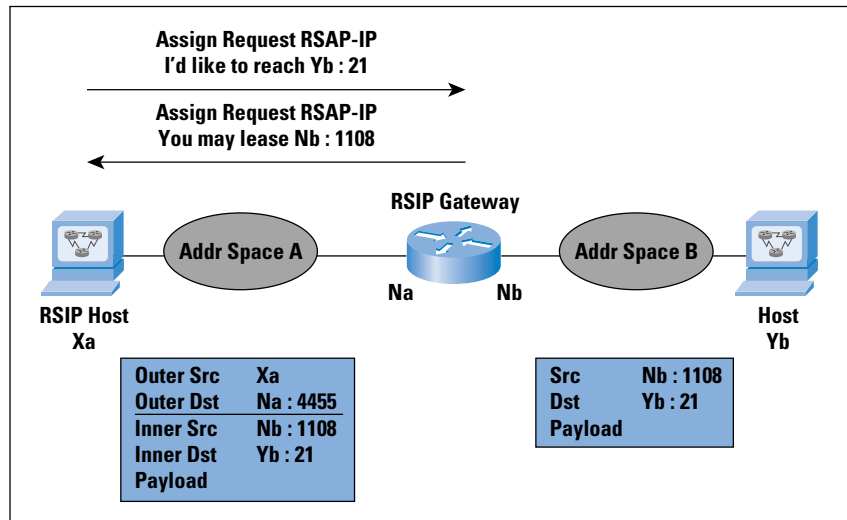 Assign Request RSAP-IP
I'd like to reach Yb : 21
Assign Request RSAP-IP
You may lease Nb : 1108
RSIP Gateway
Addr Space A
Addr Space B
Na
Nb
RSIP Host
Xa
Host
Yb
Outer Src Xa
Outer Dst Na : 4455
Inner Src Nb : 1108
Inner Dst Yb : 21
Payload
Src Nb : 1108
Dst Yb : 21
Payload